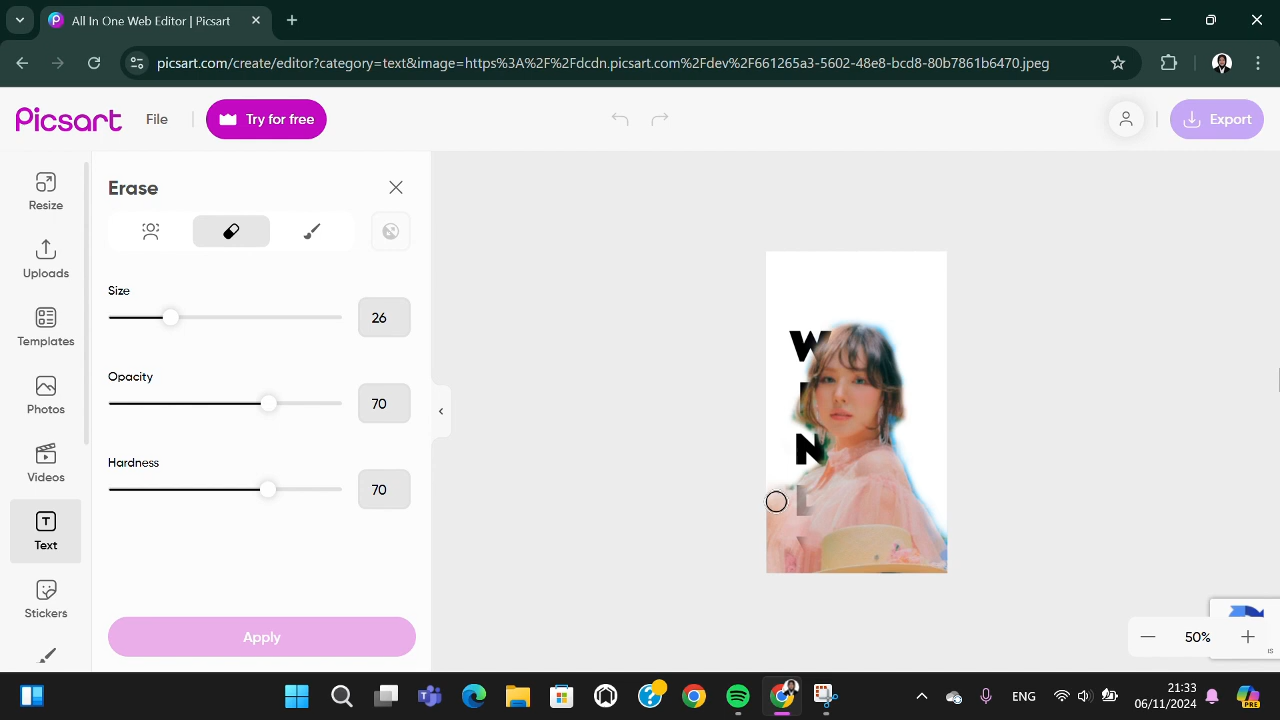 All In One Web Editor | Picsart
picsart.com/create/editor?category=text&image=https%3A%2F%2Fdcdn.picsart.com%2Fdev%2F661265a3-5602-48e8-bcd8-80b7861b6470.jpeg
Picsart
File
Try for free
Export
Resize
Uploads
Templates
Photos
Videos
Text
Stickers
Erase
Size
26
Opacity
70
Hardness
70
Apply
W
I
N
D
50%
ENG
21:33
06/11/2024
PRE